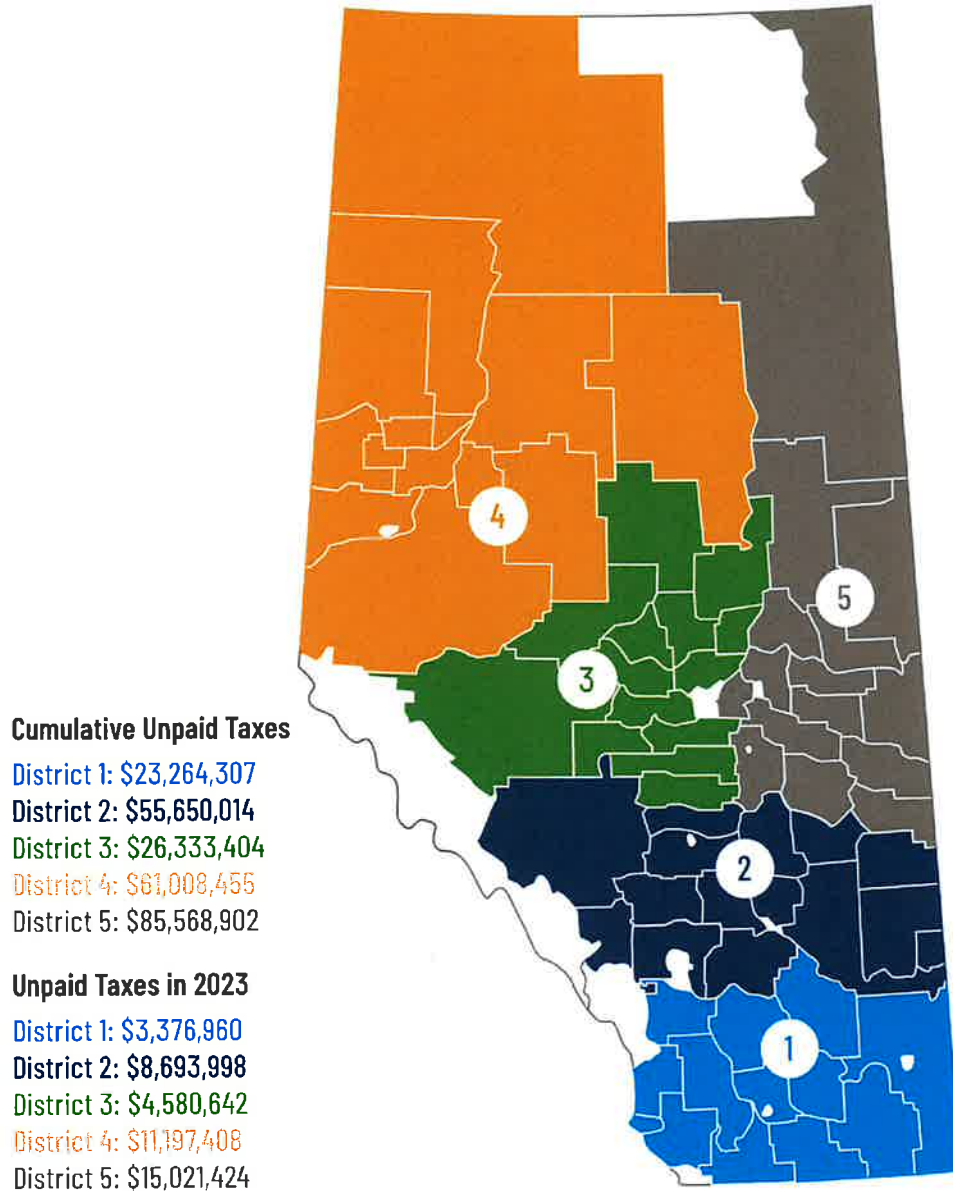 4
5
3
Cumulative Unpaid Taxes
District 1: $23,264,307
District 2: $55,650,014
District 3: $26,333,404
District 4: $61,008,455
District 5: $85,568,902
2
Unpaid Taxes in 2023
District 1: $3,376,960
District 2: $8,693,998
District 3: $4,580,642
District 4: $11,197,408
District 5: $15,021,424
1